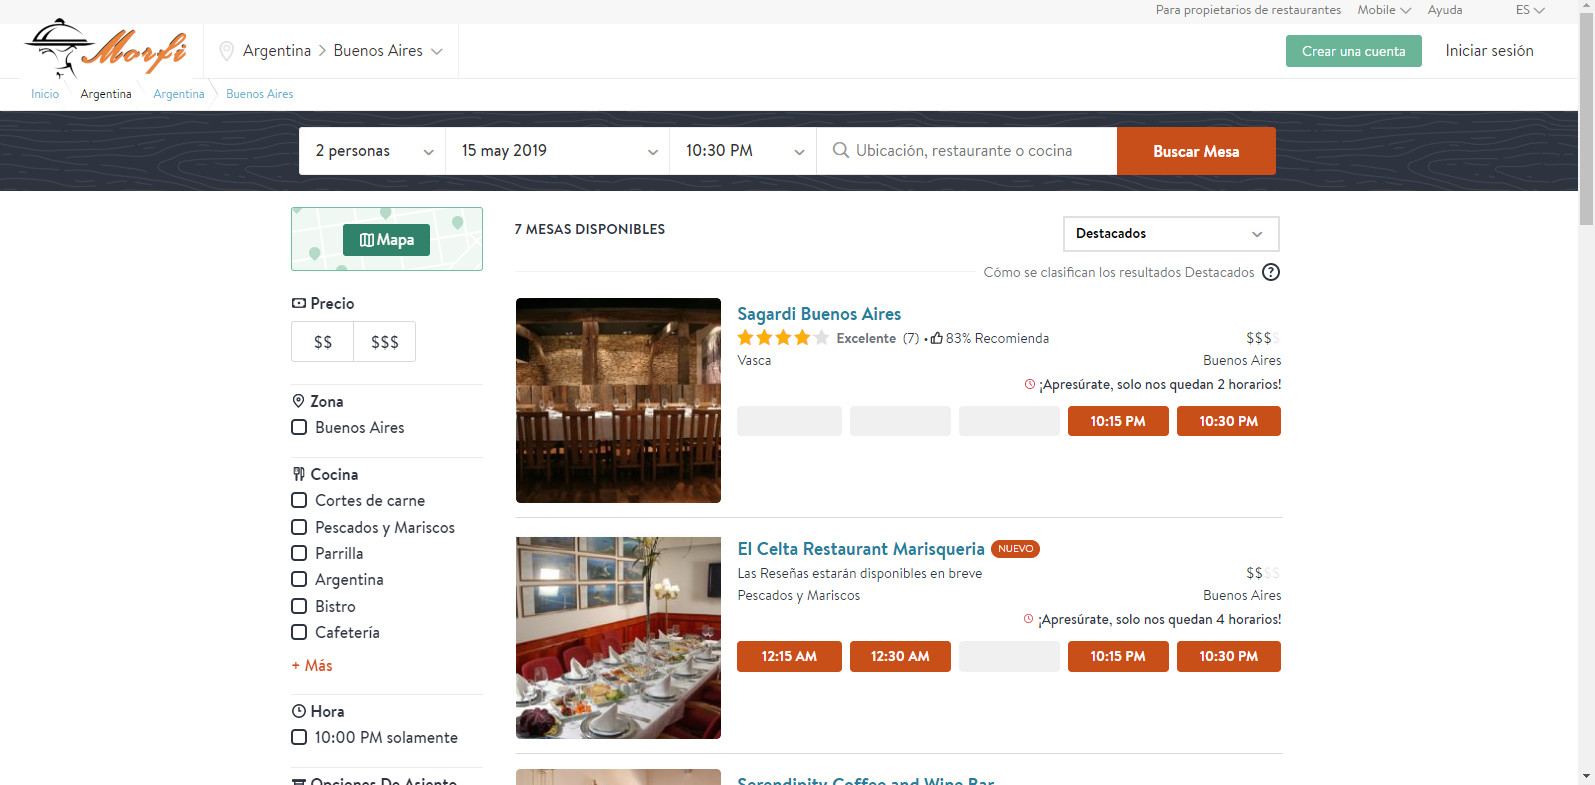 Para propietarios de restaurantes Mobile Ayuda ES
Morfi
Argentina > Buenos Aires
Crear una cuenta
Iniciar sesión
Inicio Argentina Argentina Buenos Aires
2 personas
15 may 2019
10:30 PM
Ubicación, restaurante o cocina
Buscar Mesa
Mapa
7 MESAS DISPONIBLES
Destacados
Cómo se clasifican los resultados Destacados ?
Precio
$$ $$$
Zona
Buenos Aires
Cocina
Cortes de carne
Pescados y Mariscos
Parrilla
Argentina
Bistro
Cafetería
+ Más
Hora
10:00 PM solamente
Opciones De Asiento
Sagardi Buenos Aires
Excelente (7) • 83% Recomienda
$$$$
Vasca
Buenos Aires
¡Apresúrate, solo nos quedan 2 horarios!
10:15 PM 10:30 PM
El Celta Restaurant Marisqueria NUEVO
Las Reseñas estarán disponibles en breve
$$$$
Pescados y Mariscos
Buenos Aires
¡Apresúrate, solo nos quedan 4 horarios!
12:15 AM 12:30 AM 10:15 PM 10:30 PM
Serendipity Coffee and Wine Bar